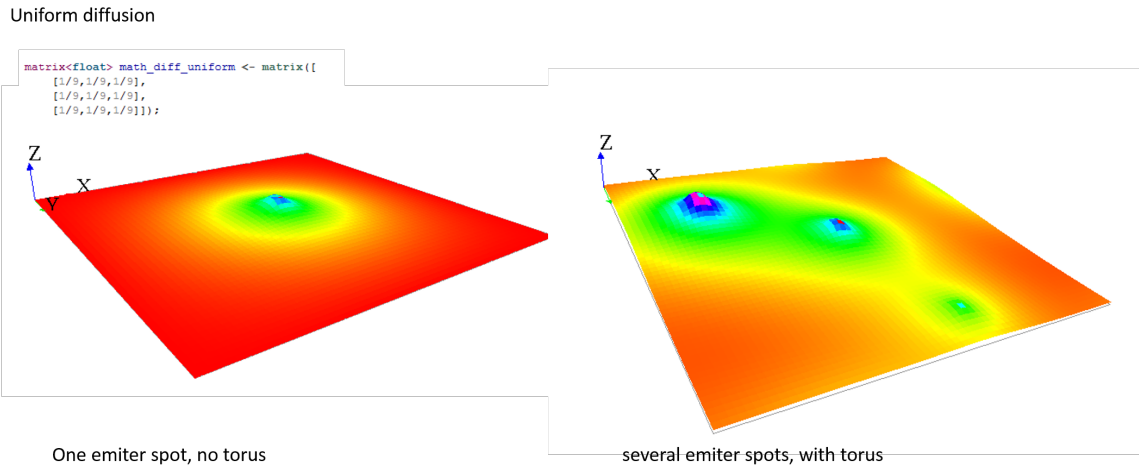 Uniform diffusion
matrix<float> math_diff_uniform <- matrix([
[1/9,1/9,1/9],
[1/9,1/9,1/9],
[1/9,1/9,1/9]]);
Z
X
Y
Z
X
One emiter spot, no torus
several emiter spots, with torus